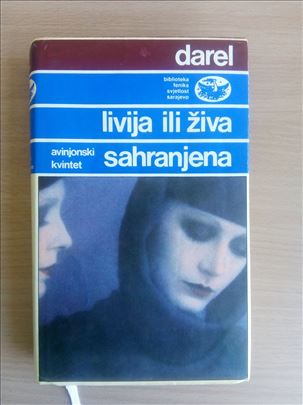 darel
biblioteka
feniks
svjetlost
sarajevo
livija ili živa
avinjonski
kvintet
sahranjena